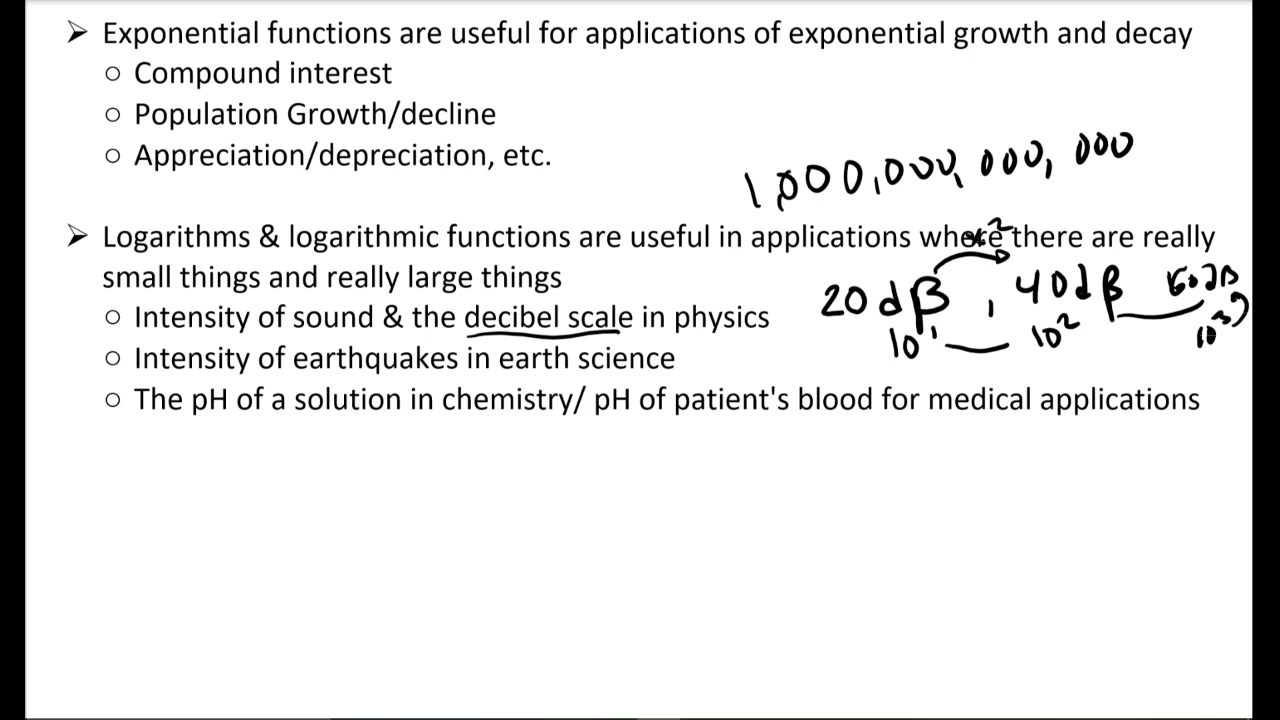 ➢ Exponential functions are useful for applications of exponential growth and decay
○ Compound interest
○ Population Growth/decline
○ Appreciation/depreciation, etc.
1,000,000,000,000
➢ Logarithms & logarithmic functions are useful in applications where there are really
small things and really large things
20 dB , 40 dB
○ Intensity of sound & the decibel scale in physics
10¹ 10²
○ Intensity of earthquakes in earth science
○ The pH of a solution in chemistry/ pH of patient's blood for medical applications